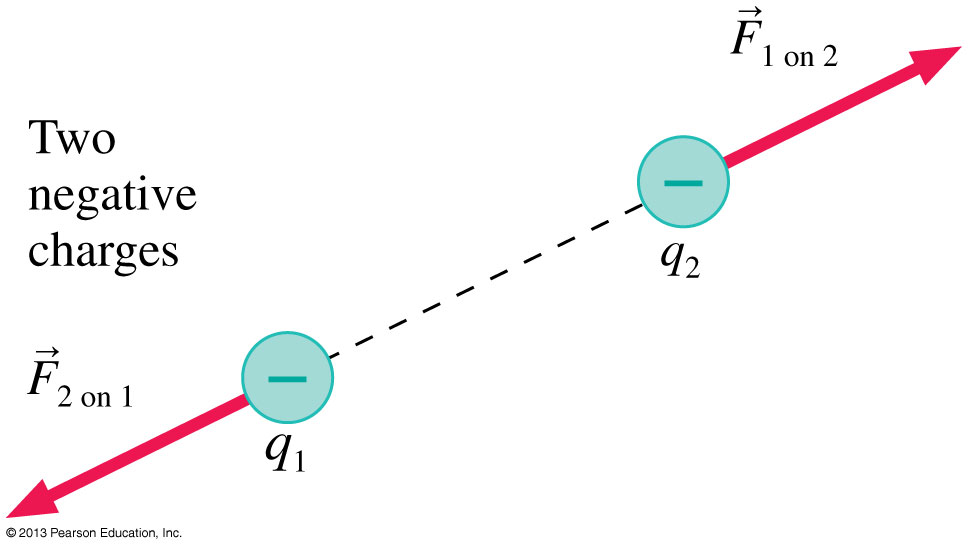 F⃗1 on 2
Two
negative
charges
−
q2
F⃗2 on 1
−
q1
© 2013 Pearson Education, Inc.